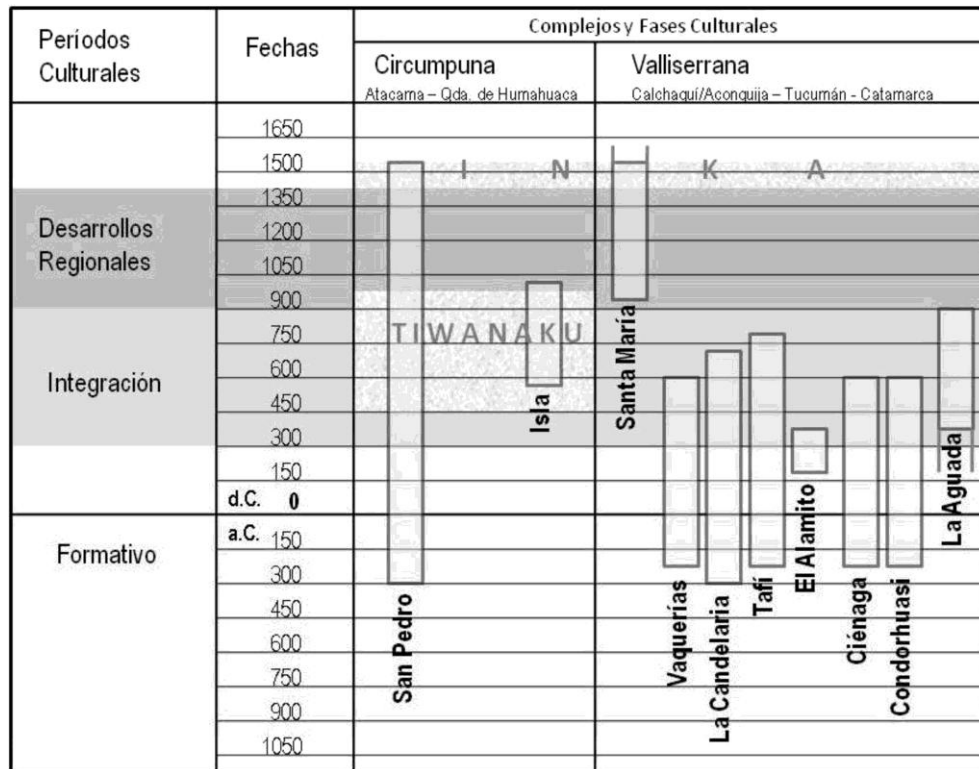 Períodos
Culturales
Fechas
Complejos y Fases Culturales
Circumpuna
Atacama – Qda. de Humahuaca
Valliserrana
Calchaquí/Aconquija – Tucumán - Catamarca
1650
1500
I N K A
1350
Desarrollos
Regionales
1200
1050
900
750
TIWANAKU
Integración
600
450
300
150
d.C. 0
a.C.
150
Formativo
300
450
600
750
900
1050
San Pedro
Isla
Santa María
Vaquerías
La Candelaria
Tafí
El Alamito
Ciénaga
Condorhuasi
La Aguada